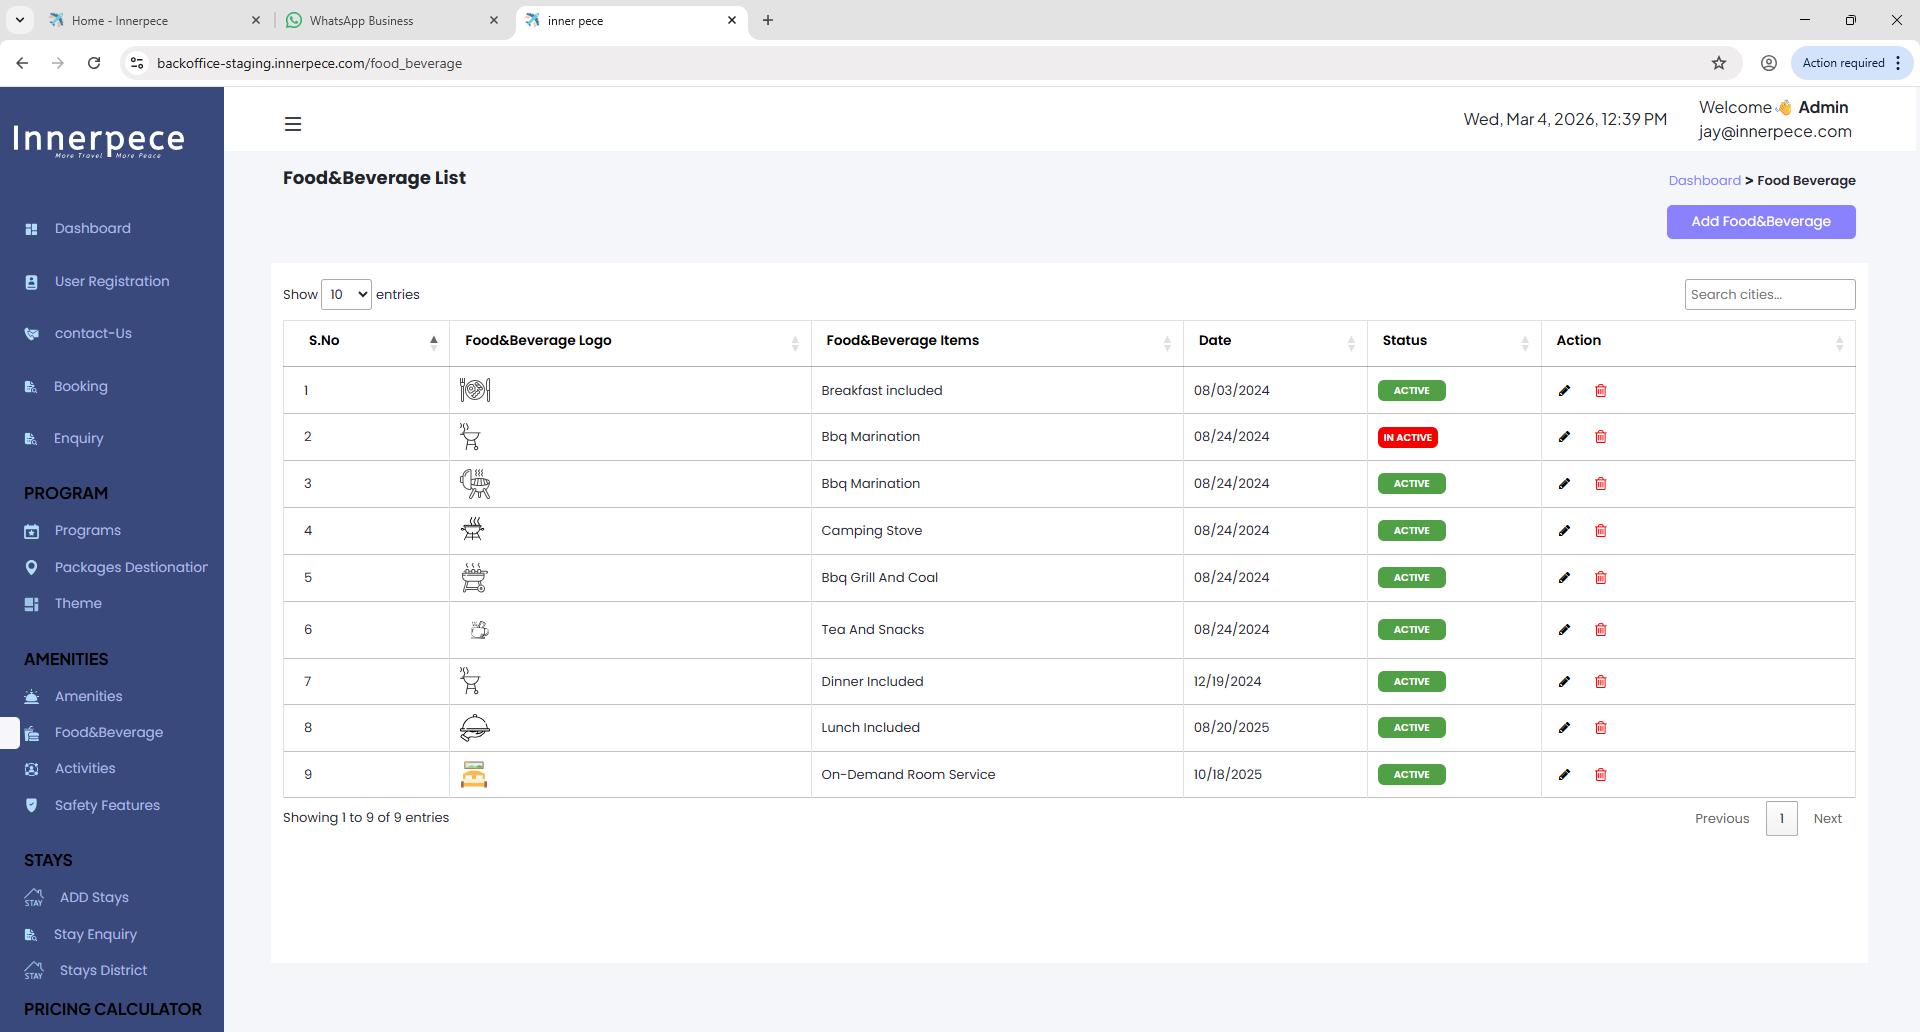 Home - Innerpece
WhatsApp Business
inner pece
backoffice-staging.innerpece.com/food_beverage
Action required
Innerpece
More Travel More Peace
Wed, Mar 4, 2026, 12:39 PM
Welcome 👋 Admin
jay@innerpece.com
Dashboard
User Registration
contact-Us
Booking
Enquiry
PROGRAM
Programs
Packages Destionation
Theme
AMENITIES
Amenities
Food&Beverage
Activities
Safety Features
STAYS
STAY ADD Stays
Stay Enquiry
STAY Stays District
PRICING CALCULATOR
Food&Beverage List
Dashboard > Food Beverage
Add Food&Beverage
Show 10 entries
Search cities...
S.No Food&Beverage Logo Food&Beverage Items Date Status Action
1 Breakfast included 08/03/2024 ACTIVE
2 Bbq Marination 08/24/2024 IN ACTIVE
3 Bbq Marination 08/24/2024 ACTIVE
4 Camping Stove 08/24/2024 ACTIVE
5 Bbq Grill And Coal 08/24/2024 ACTIVE
6 Tea And Snacks 08/24/2024 ACTIVE
7 Dinner Included 12/19/2024 ACTIVE
8 Lunch Included 08/20/2025 ACTIVE
9 On-Demand Room Service 10/18/2025 ACTIVE
Showing 1 to 9 of 9 entries
Previous 1 Next